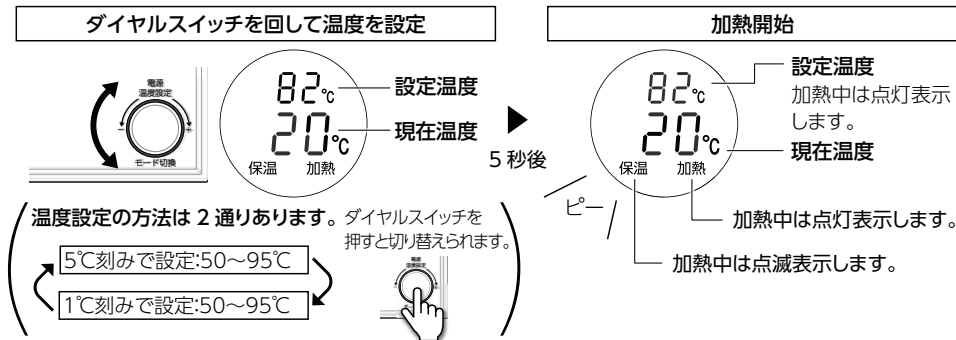 ダイヤルスイッチを回して温度を設定
電源
温度設定
－ ＋
モード切換
82℃
20℃
保温 加熱
設定温度
現在温度
5秒後
加熱開始
82℃
20℃
保温 加熱
設定温度
加熱中は点灯表示
します。
現在温度
ピー
加熱中は点灯表示します。
加熱中は点滅表示します。
温度設定の方法は2通りあります。
ダイヤルスイッチを
押すと切り替えられます。
5℃刻みで設定:50～95℃
1℃刻みで設定:50～95℃
電源
温度設定